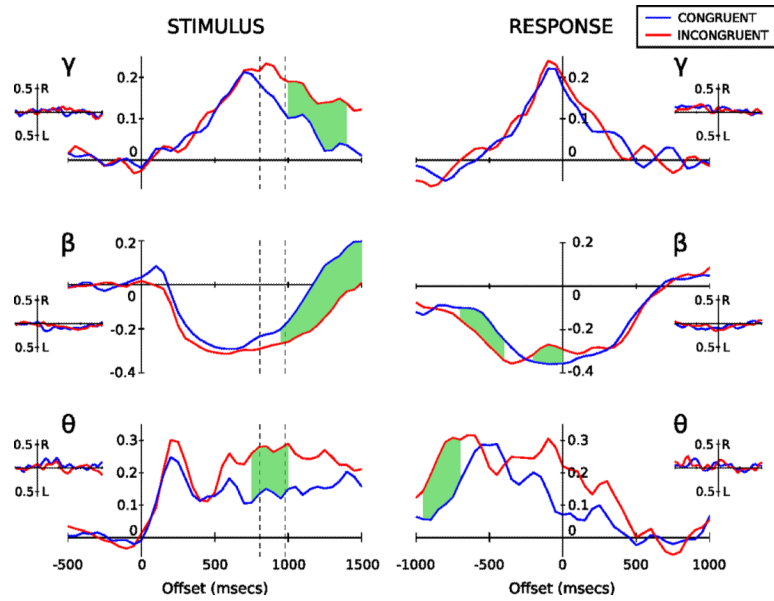 STIMULUS
RESPONSE
CONGRUENT
INCONGRUENT
γ
0.2
0.1
0
0.5 R
0.5 L
γ
0.2
0.1
0
0.5 R
0.5 L
β
0.2
0
-0.2
-0.4
0.5 R
0.5 L
β
0.2
0
-0.2
-0.4
0.5 R
0.5 L
θ
0.3
0.2
0.1
0
0.5 R
0.5 L
θ
0.3
0.2
0.1
0
0.5 R
0.5 L
-500 0 500 1000 1500
Offset (msecs)
-1000 -500 0 500 1000
Offset (msecs)